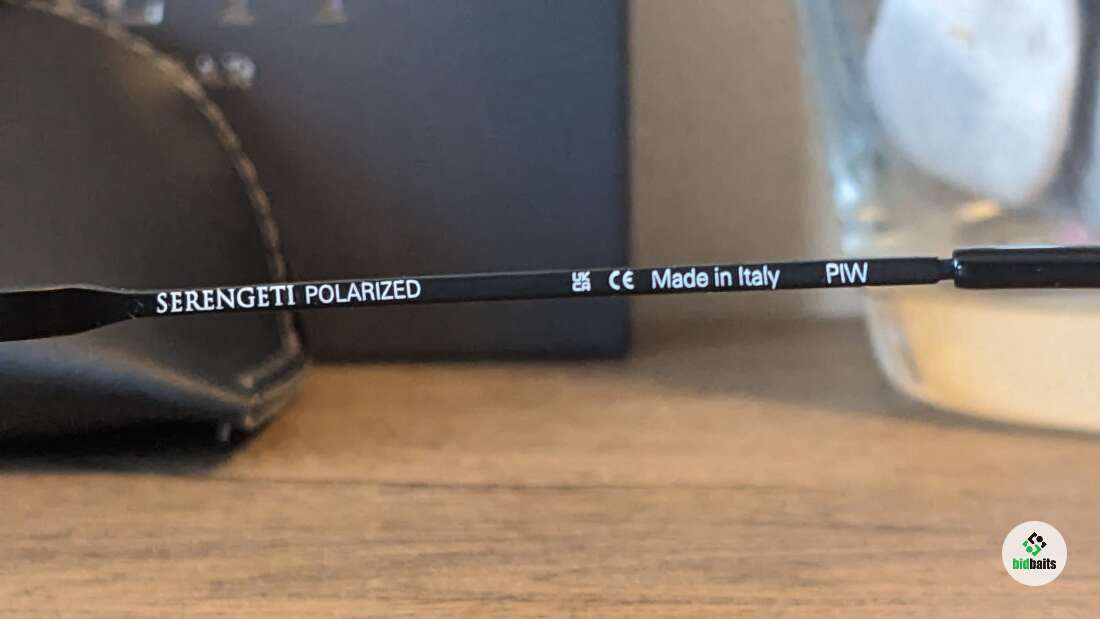 SERENGETI POLARIZED UK CA CE Made in Italy PIW
bidbaits